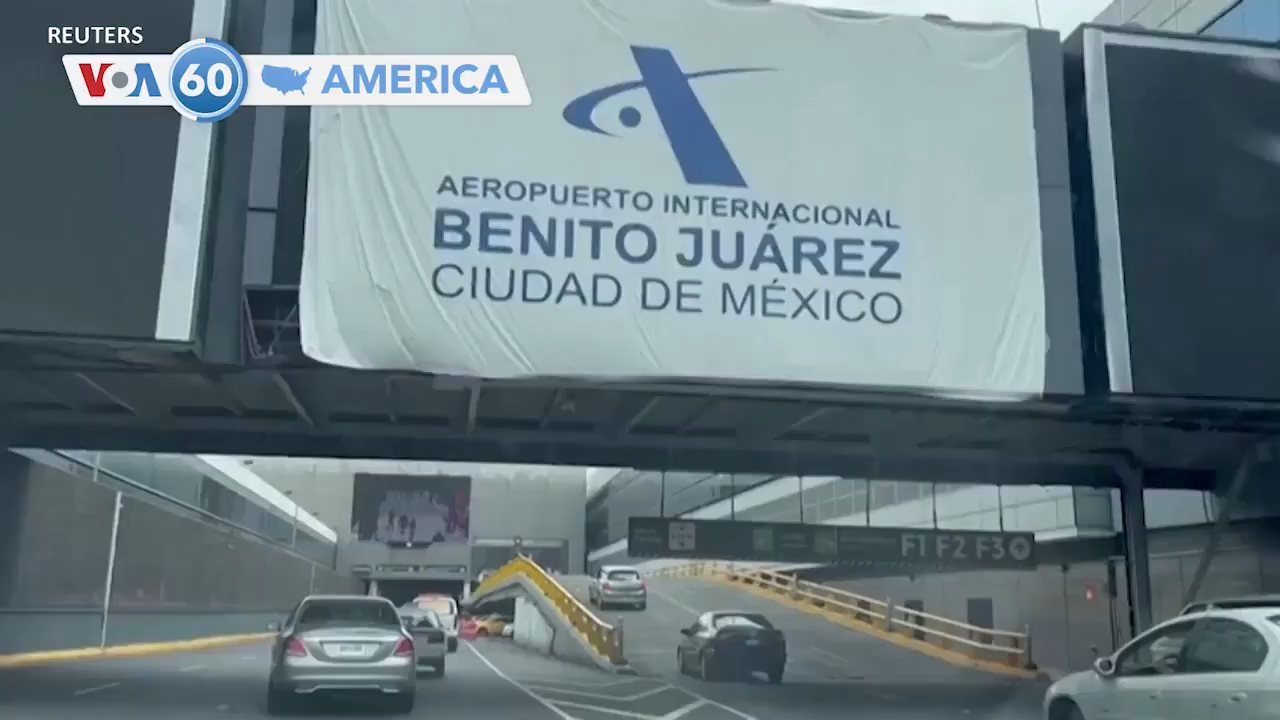 REUTERS
VOA 60 AMERICA
AEROPUERTO INTERNACIONAL
BENITO JUÁREZ
CIUDAD DE MÉXICO
F1 F2 F3